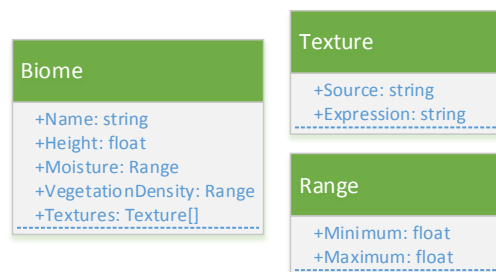 Biome
+Name: string
+Height: float
+Moisture: Range
+VegetationDensity: Range
+Textures: Texture[]
Texture
+Source: string
+Expression: string
Range
+Minimum: float
+Maximum: float